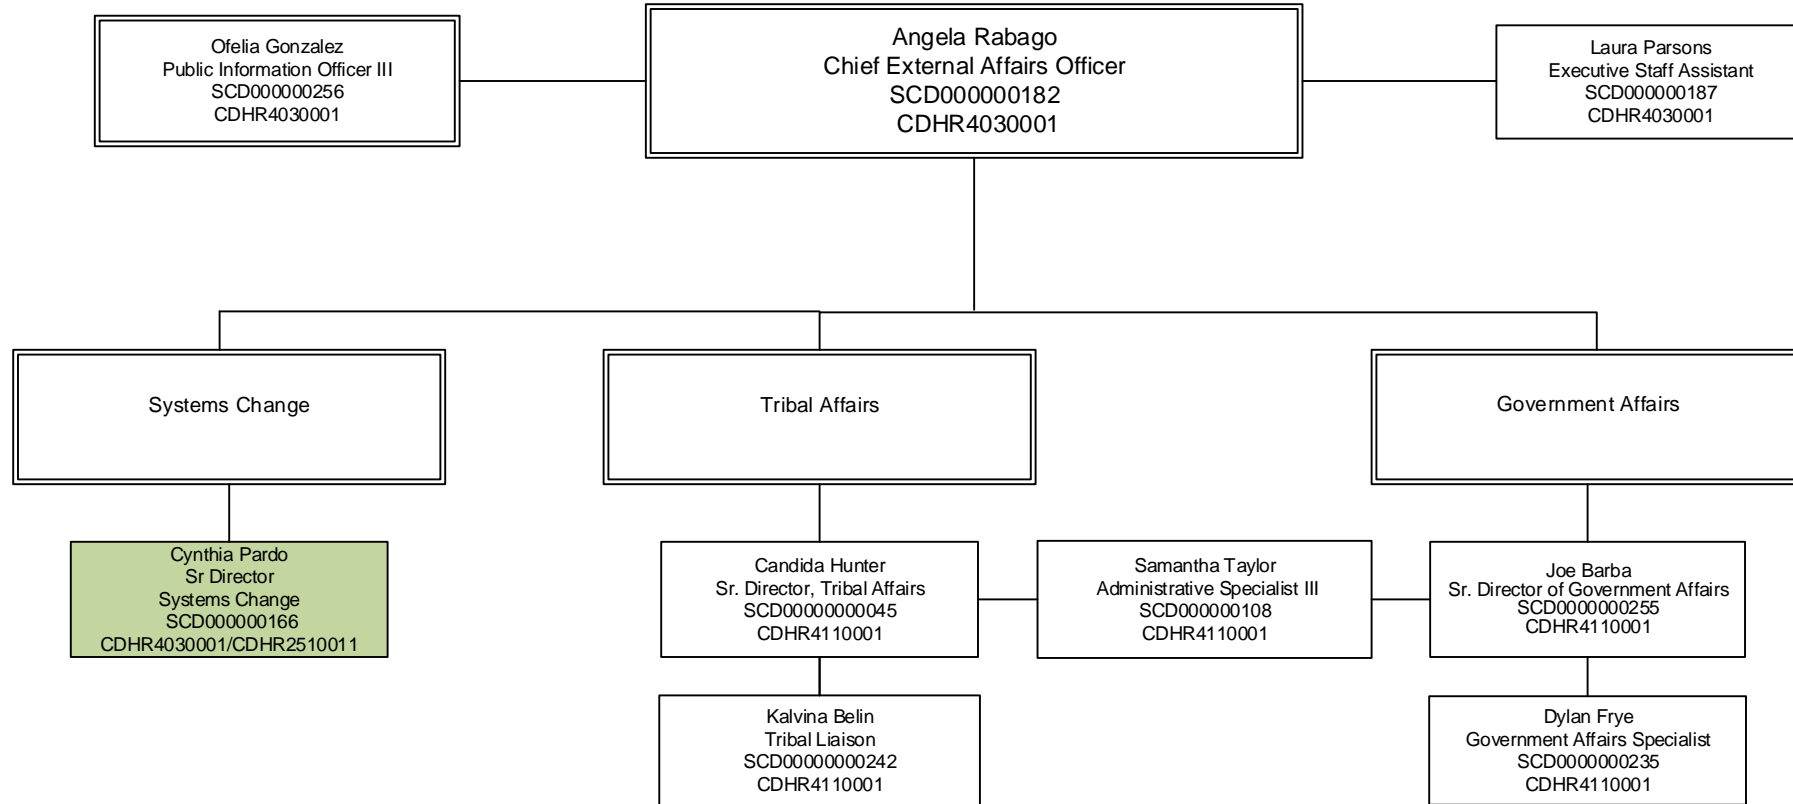 Ofelia Gonzalez
Public Information Officer III
SCD000000256
CDHR4030001
Angela Rabago
Chief External Affairs Officer
SCD000000182
CDHR4030001
Laura Parsons
Executive Staff Assistant
SCD000000187
CDHR4030001
Systems Change
Tribal Affairs
Government Affairs
Cynthia Pardo
Sr Director
Systems Change
SCD000000166
CDHR4030001/CDHR2510011
Candida Hunter
Sr. Director, Tribal Affairs
SCD00000000045
CDHR4110001
Samantha Taylor
Administrative Specialist III
SCD000000108
CDHR4110001
Joe Barba
Sr. Director of Government Affairs
SCD0000000255
CDHR4110001
Kalvina Belin
Tribal Liaison
SCD00000000242
CDHR4110001
Dylan Frye
Government Affairs Specialist
SCD0000000235
CDHR4110001